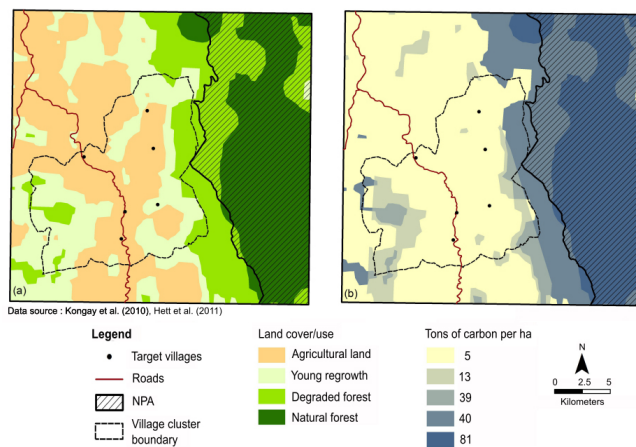 (a)
(b)
Data source : Kongay et al. (2010), Hett et al. (2011)
Legend
Target villages
Roads
NPA
Village cluster
boundary
Land cover/use
Agricultural land
Young regrowth
Degraded forest
Natural forest
Tons of carbon per ha
5
13
39
40
81
N
0 2.5 5
Kilometers